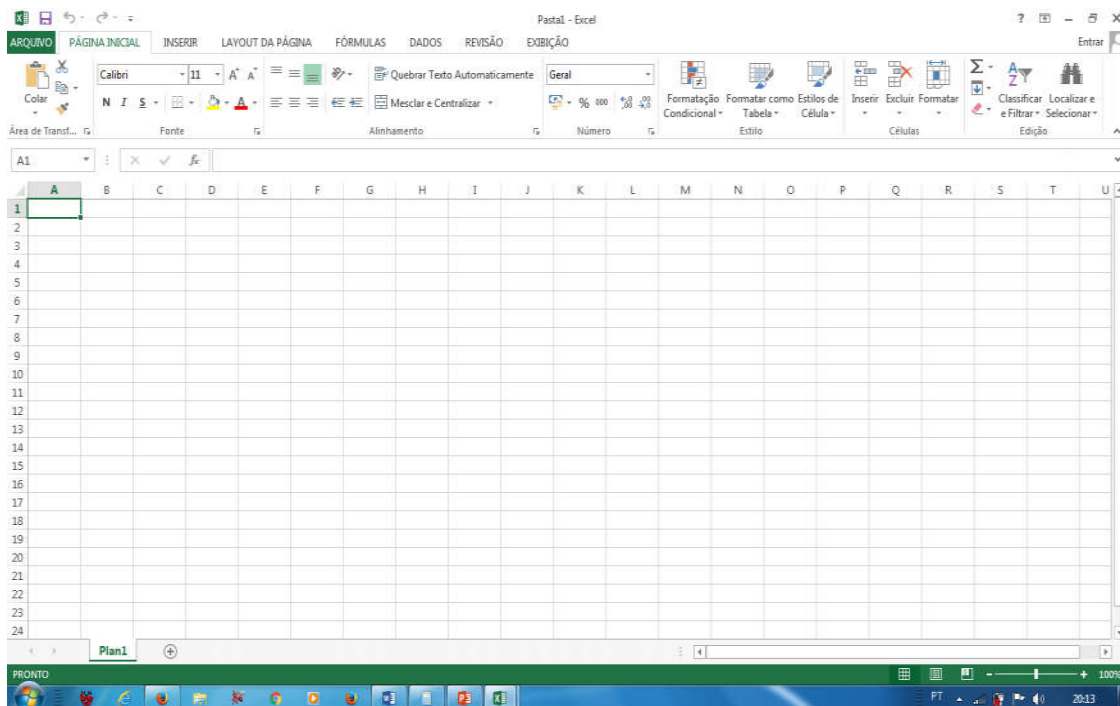 Pasta1 - Excel
?
ARQUIVO PÁGINA INICIAL INSERIR LAYOUT DA PÁGINA FÓRMULAS DADOS REVISÃO EXIBIÇÃO Entrar
Colar
Calibri 11
N I S
Quebrar Texto Automaticamente
Mesclar e Centralizar
Geral
% 000
Formatação Condicional
Formatar como Tabela
Estilos de Célula
Inserir Excluir Formatar
Σ
Classificar e Filtrar
Localizar e Selecionar
Área de Transf... Fonte Alinhamento Número Estilo Células Edição
A1 fx
A B C D E F G H I J K L M N O P Q R S T U
1
2
3
4
5
6
7
8
9
10
11
12
13
14
15
16
17
18
19
20
21
22
23
24
Plan1
PRONTO 100%
PT 20:13